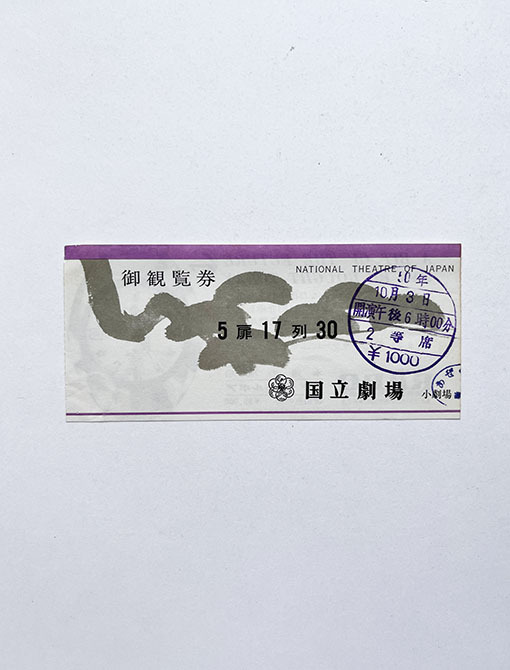 御観覧券
NATIONAL THEATRE OF JAPAN
5 扉 17 列 30
50年
10月3日
開演午後6時00分
2等席
¥1000
国立劇場
小劇場